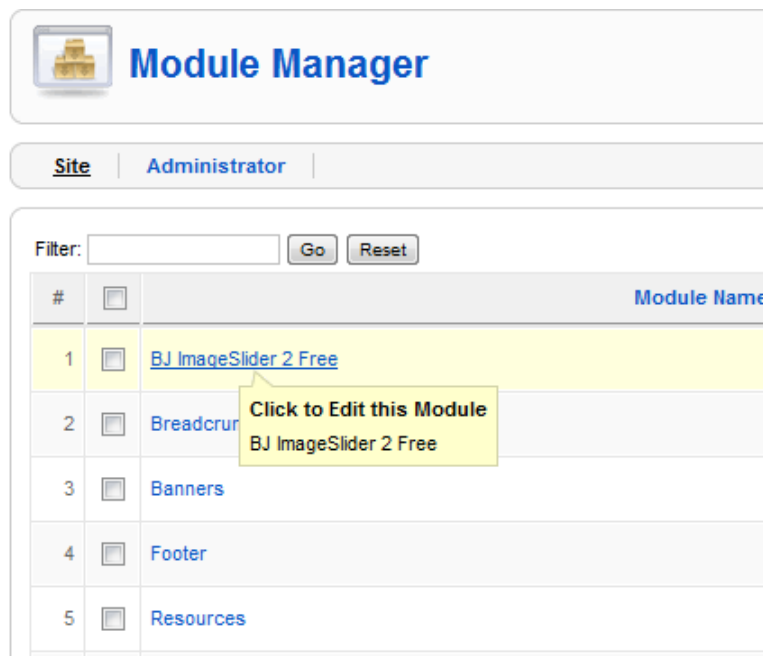 Module Manager
Site Administrator
Filter: Go Reset
# Module Name
1 BJ ImageSlider 2 Free
Click to Edit this Module
2 Breadcrum
BJ ImageSlider 2 Free
3 Banners
4 Footer
5 Resources